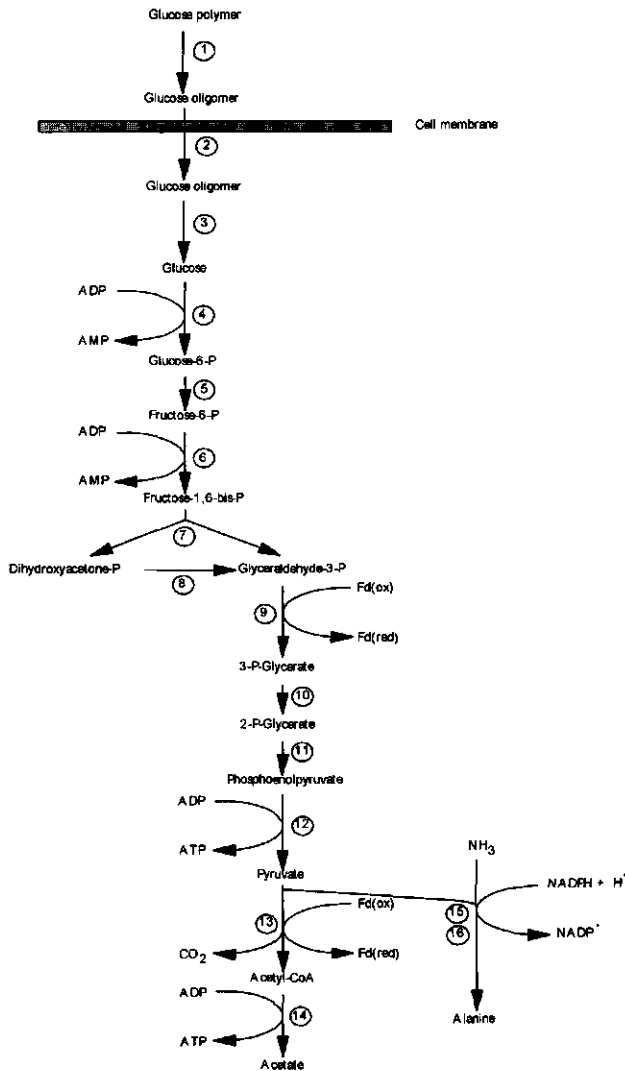 Glucose polymer
1
Glucose oligomer
Cell membrane
2
Glucose oligomer
3
Glucose
ADP
4
AMP
Glucose-6-P
5
Fructose-6-P
ADP
6
AMP
Fructose-1,6-bis-P
7
Dihydroxyacetone-P
8
Glyceraldehyde-3-P
Fd(ox)
9
Fd(red)
3-P-Glycerate
10
2-P-Glycerate
11
Phosphoenolpyruvate
ADP
12
ATP
Pyruvate
NH3
NADPH + H+
Fd(ox)
13
15
16
NADP+
CO2
Fd(red)
Acetyl-CoA
ADP
14
ATP
Alanine
Acetate